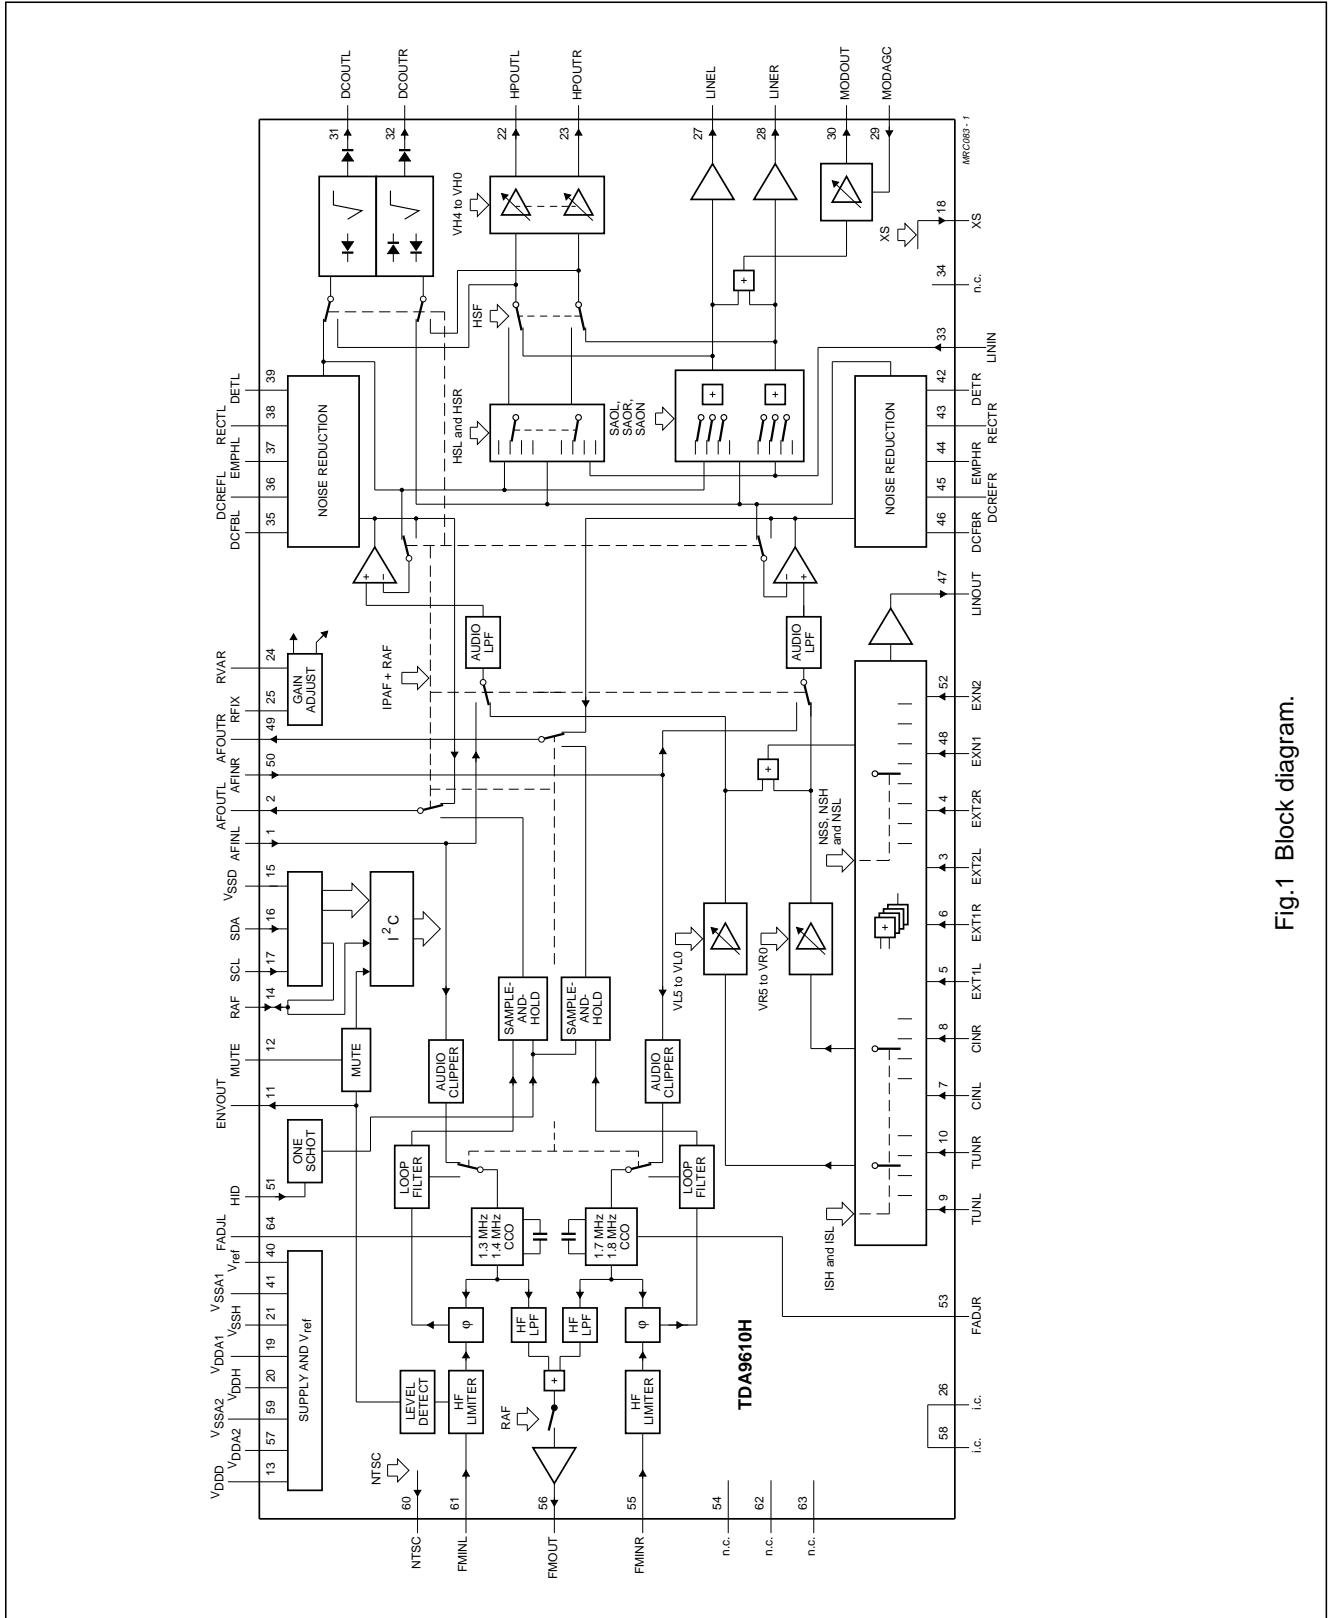 DCOUTL
31
DCOUTR
32
HPOUTL
22
HPOUTR
23
LINEL
27
LINER
28
MODOUT
30
MODAGC
29
MRC083 - 1
VH4 to VH0
XS
18
XS
34
n.c.
HSF
+
33
LININ
DETL
39
RECTL
38
EMPHL
37
DCREFL
36
DCFBL
35
NOISE REDUCTION
HSL and HSR
SAOL,
SAOR,
SAON
+
+
NOISE REDUCTION
42
DETR
43
RECTR
44
EMPHR
45
DCREFR
46
DCFBR
+
−
−
+
47
LINOUT
RVAR
24
RFIX
25
GAIN
ADJUST
AFOUTR
49
AFINR
50
AFOUTL
2
AFINL
1
IPAF + RAF
AUDIO
LPF
AUDIO
LPF
+
NSS, NSH
and NSL
52
EXN2
48
EXN1
4
EXT2R
3
EXT2L
6
EXT1R
5
EXT1L
8
CINR
7
CINL
10
TUNR
9
TUNL
+
VSSD
15
SDA
16
SCL
17
RAF
14
I2C
MUTE
12
MUTE
ENVOUT
11
ONE
SCHOT
HID
51
FADJL
64
SAMPLE-
AND-
HOLD
SAMPLE-
AND-
HOLD
VL5 to VL0
VR5 to VR0
AUDIO
CLIPPER
AUDIO
CLIPPER
LOOP
FILTER
LOOP
FILTER
1.3 MHz
1.4 MHz
CCO
1.7 MHz
1.8 MHz
CCO
ISH and ISL
53
FADJR
Vref
40
VSSA1
41
VSSH
21
VDDA1
19
VDDH
20
VSSA2
59
VDDA2
57
VDDD
13
SUPPLY AND Vref
φ
HF
LPF
HF
LPF
φ
+
LEVEL
DETECT
HF
LIMITER
RAF
HF
LIMITER
TDA9610H
26
i.c.
58
i.c.
NTSC
60
NTSC
61
FMINL
56
FMOUT
55
FMINR
54
n.c.
62
n.c.
63
n.c.
Fig.1 Block diagram.